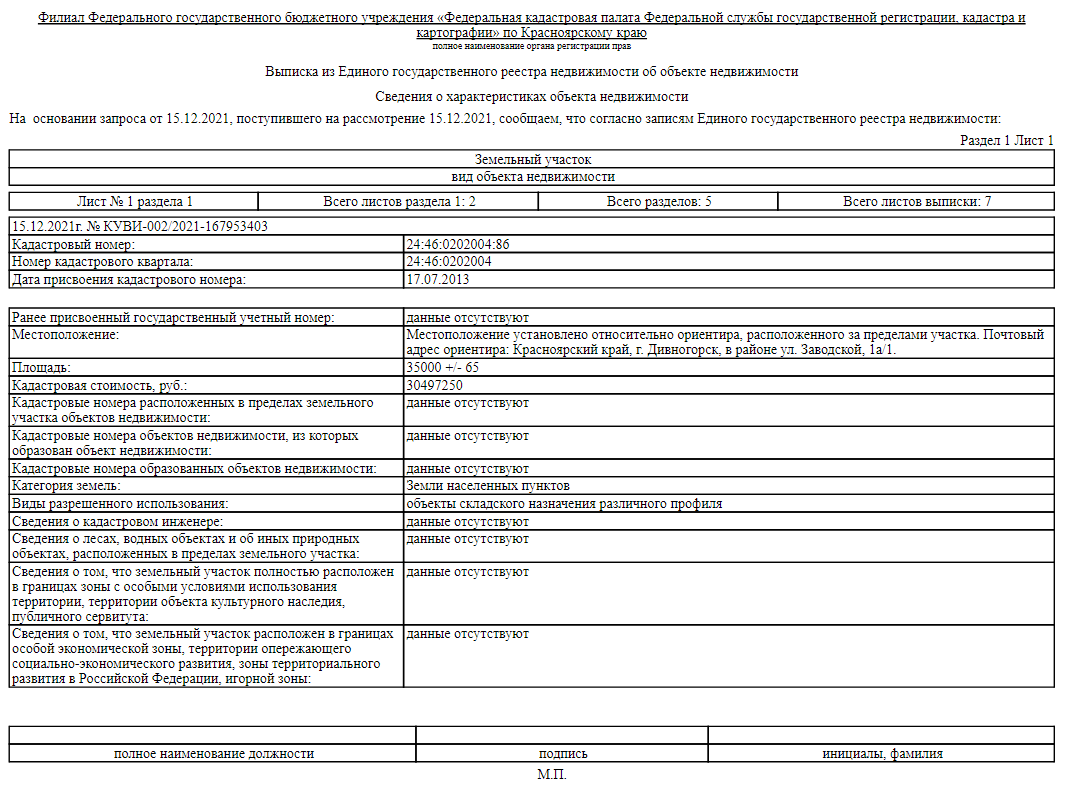 Филиал Федерального государственного бюджетного учреждения «Федеральная кадастровая палата Федеральной службы государственной регистрации, кадастра и
картографии» по Красноярскому краю
полное наименование органа регистрации прав
Выписка из Единого государственного реестра недвижимости об объекте недвижимости
Сведения о характеристиках объекта недвижимости
На основании запроса от 15.12.2021, поступившего на рассмотрение 15.12.2021, сообщаем, что согласно записям Единого государственного реестра недвижимости:
Раздел 1 Лист 1
Земельный участок
вид объекта недвижимости
Лист № 1 раздела 1 Всего листов раздела 1: 2 Всего разделов: 5 Всего листов выписки: 7
15.12.2021г. № КУВИ-002/2021-167953403
Кадастровый номер: 24:46:0202004:86
Номер кадастрового квартала: 24:46:0202004
Дата присвоения кадастрового номера: 17.07.2013
Ранее присвоенный государственный учетный номер: данные отсутствуют
Местоположение: Местоположение установлено относительно ориентира, расположенного за пределами участка. Почтовый
адрес ориентира: Красноярский край, г. Дивногорск, в районе ул. Заводской, 1а/1.
Площадь: 35000 +/- 65
Кадастровая стоимость, руб.: 30497250
Кадастровые номера расположенных в пределах земельного данные отсутствуют
участка объектов недвижимости:
Кадастровые номера объектов недвижимости, из которых данные отсутствуют
образован объект недвижимости:
Кадастровые номера образованных объектов недвижимости: данные отсутствуют
Категория земель: Земли населенных пунктов
Виды разрешенного использования: объекты складского назначения различного профиля
Сведения о кадастровом инженере: данные отсутствуют
Сведения о лесах, водных объектах и об иных природных данные отсутствуют
объектах, расположенных в пределах земельного участка:
Сведения о том, что земельный участок полностью расположен данные отсутствуют
в границах зоны с особыми условиями использования
территории, территории объекта культурного наследия,
публичного сервитута:
Сведения о том, что земельный участок расположен в границах данные отсутствуют
особой экономической зоны, территории опережающего
социально-экономического развития, зоны территориального
развития в Российской Федерации, игорной зоны:
полное наименование должности подпись инициалы, фамилия
М.П.